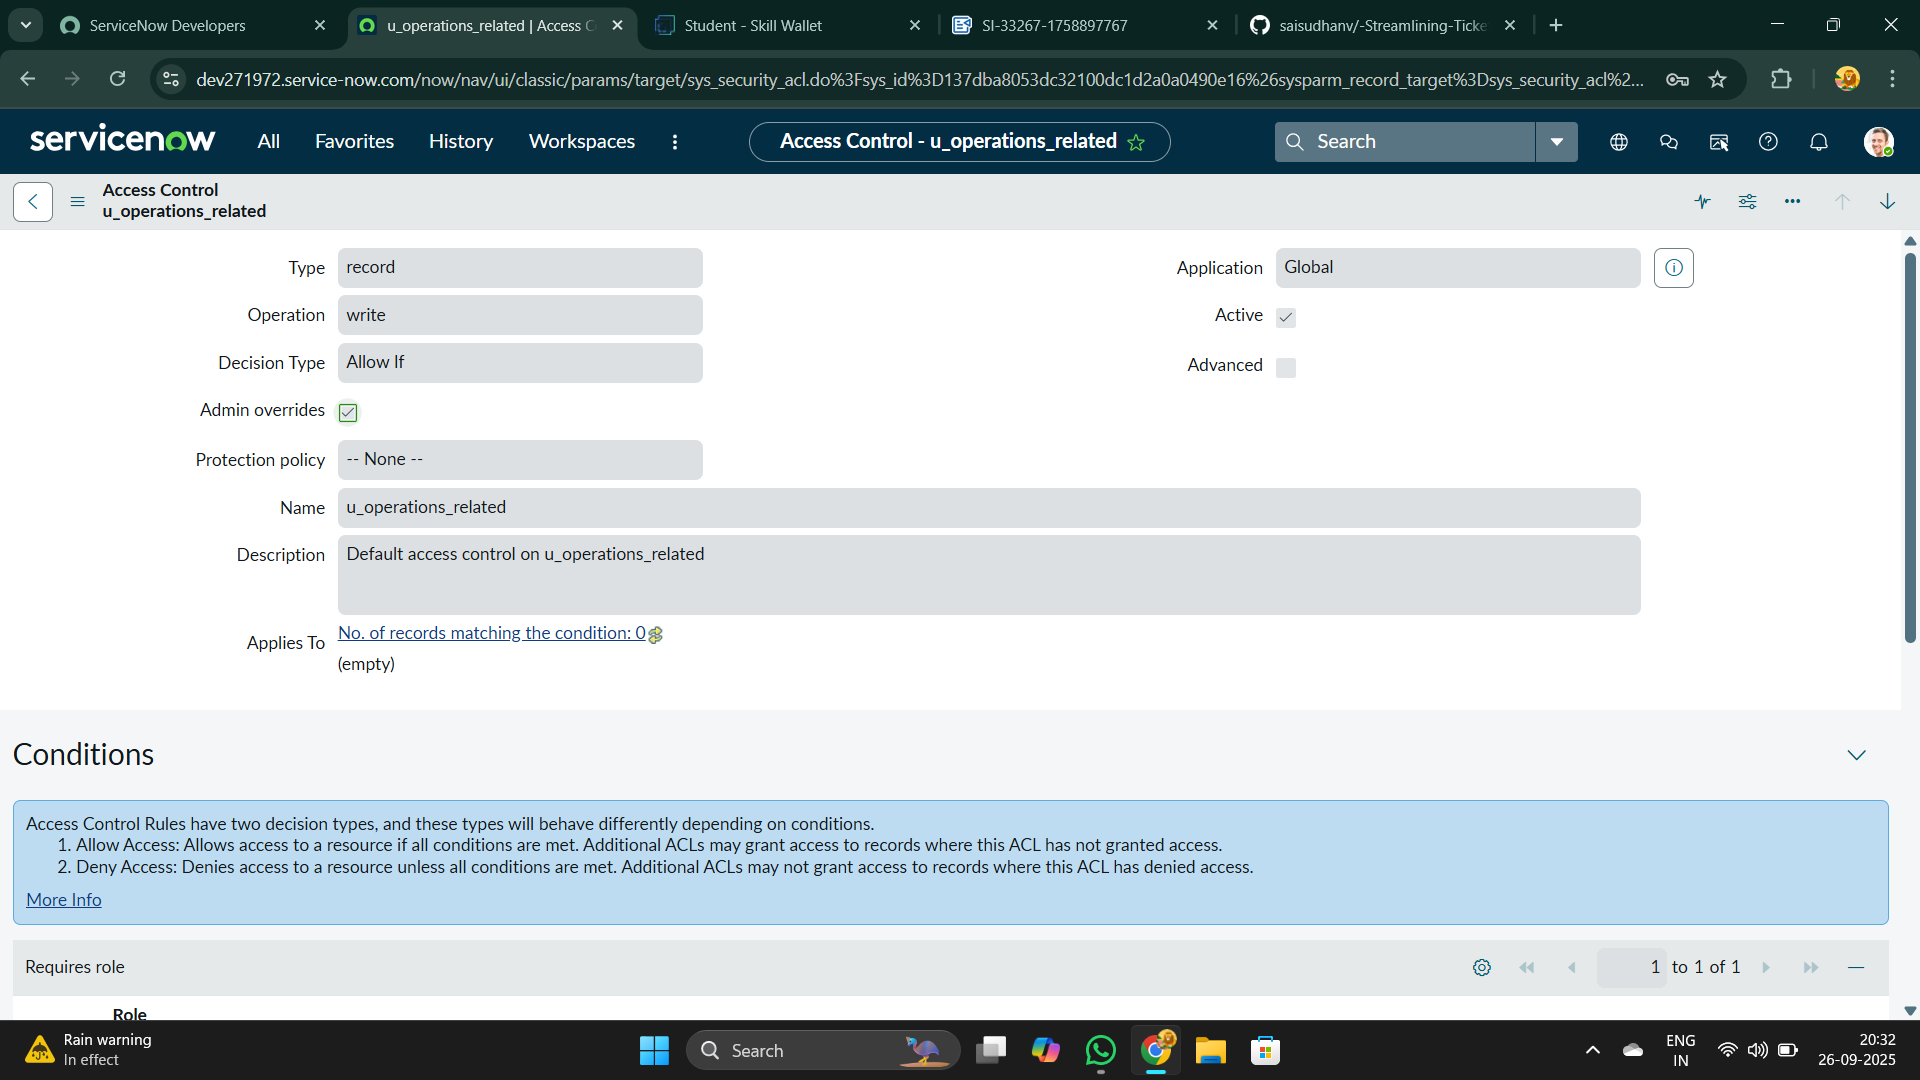 ServiceNow Developers
u_operations_related | Access C
Student - Skill Wallet
SI-33267-1758897767
saisudhanv/-Streamlining-Ticke
dev271972.service-now.com/now/nav/ui/classic/params/target/sys_security_acl.do%3Fsys_id%3D137dba8053dc32100dc1d2a0a0490e16%26sysparm_record_target%3Dsys_security_acl%2...
servicenow
All
Favorites
History
Workspaces
Access Control - u_operations_related
Search
Access Control
u_operations_related
Type
record
Application
Global
Operation
write
Active
Decision Type
Allow If
Advanced
Admin overrides
Protection policy
-- None --
Name
u_operations_related
Description
Default access control on u_operations_related
Applies To
No. of records matching the condition: 0
(empty)
Conditions
Access Control Rules have two decision types, and these types will behave differently depending on conditions.
1. Allow Access: Allows access to a resource if all conditions are met. Additional ACLs may grant access to records where this ACL has not granted access.
2. Deny Access: Denies access to a resource unless all conditions are met. Additional ACLs may not grant access to records where this ACL has denied access.
More Info
Requires role
1 to 1 of 1
Role
Rain warning
In effect
Search
ENG
IN
20:32
26-09-2025